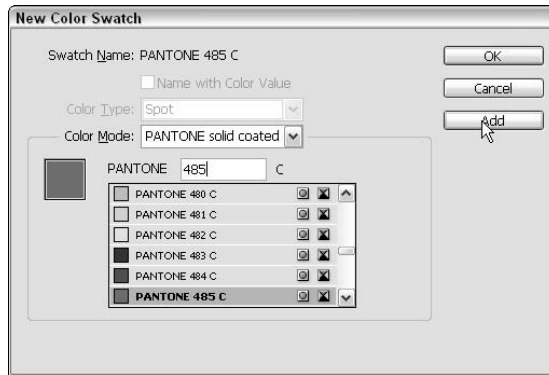 New Color Swatch
Swatch Name: PANTONE 485 C
OK
Name with Color Value
Cancel
Color Type: Spot
Add
Color Mode: PANTONE solid coated
PANTONE 485 C
PANTONE 480 C
PANTONE 481 C
PANTONE 482 C
PANTONE 483 C
PANTONE 484 C
PANTONE 485 C